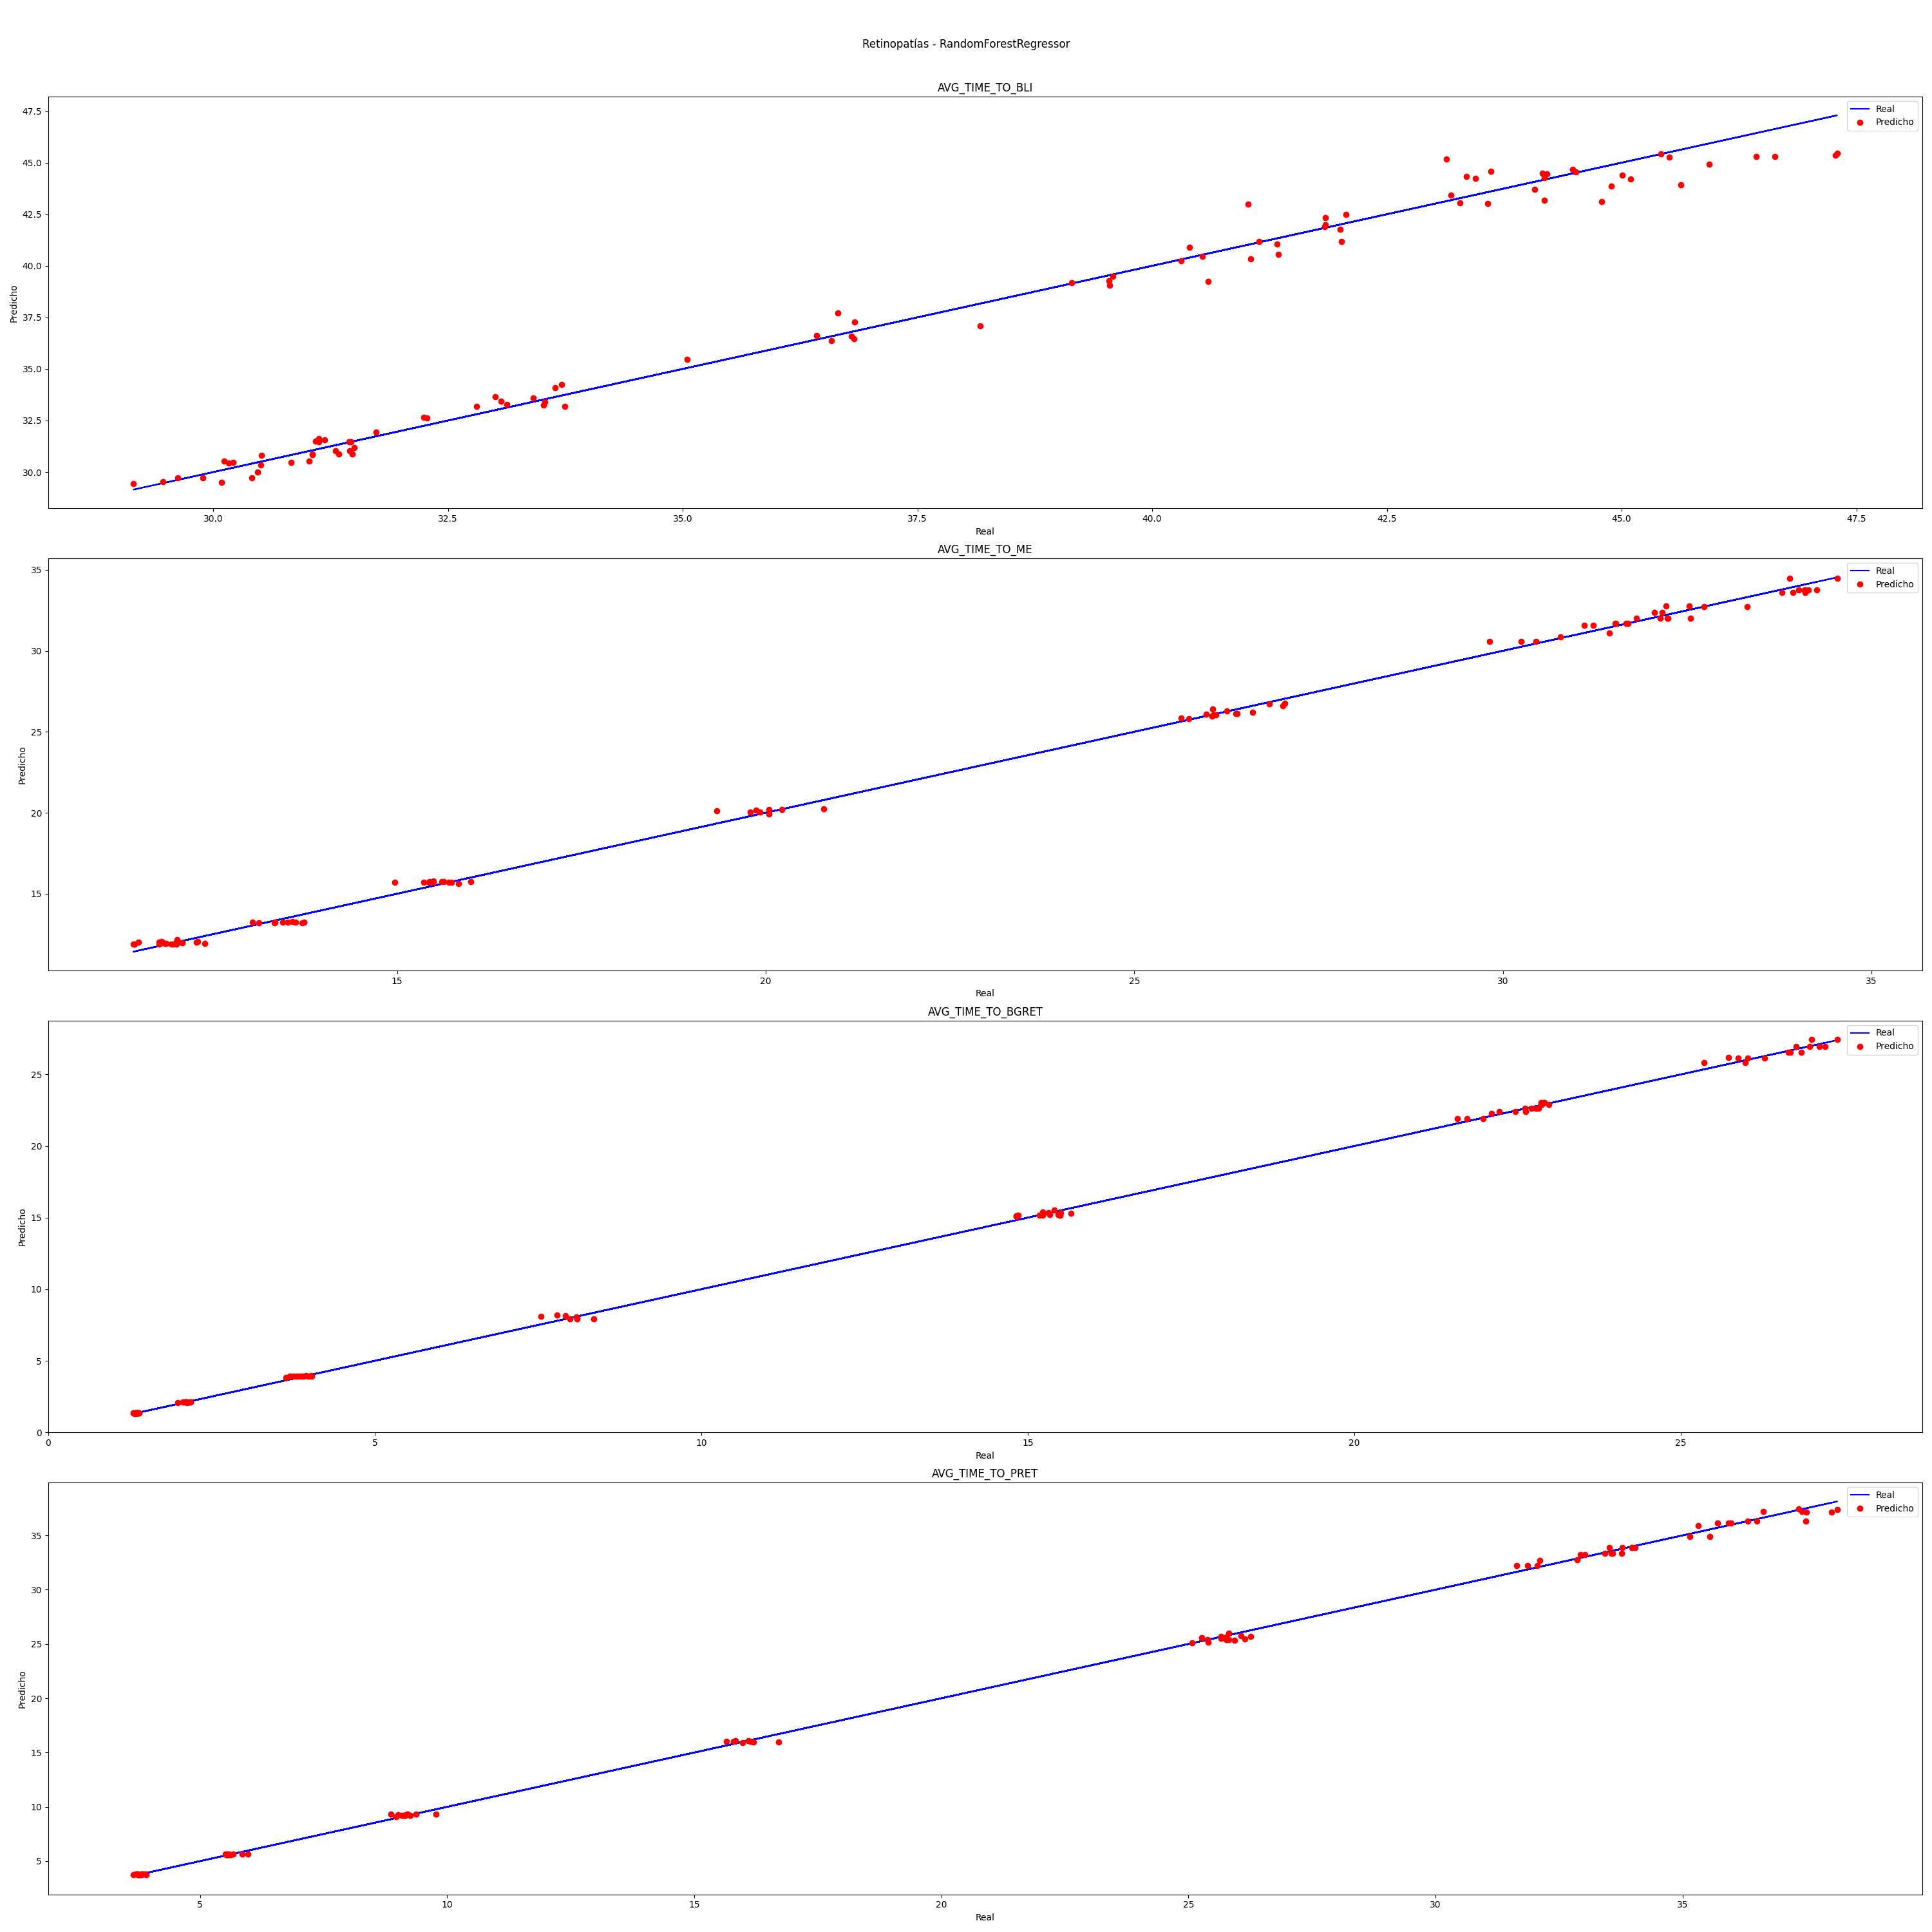 Retinopatías - RandomForestRegressor
AVG_TIME_TO_BLI
47.5
45.0
42.5
40.0
37.5
35.0
32.5
30.0
Predicho
Real
Predicho
30.0 32.5 35.0 37.5 40.0 42.5 45.0 47.5
Real
AVG_TIME_TO_ME
35
30
25
20
15
Predicho
Real
Predicho
15 20 25 30 35
Real
AVG_TIME_TO_BGRET
25
20
15
10
5
0
Predicho
Real
Predicho
0 5 10 15 20 25
Real
AVG_TIME_TO_PRET
35
30
25
20
15
10
5
Predicho
Real
Predicho
5 10 15 20 25 30 35
Real